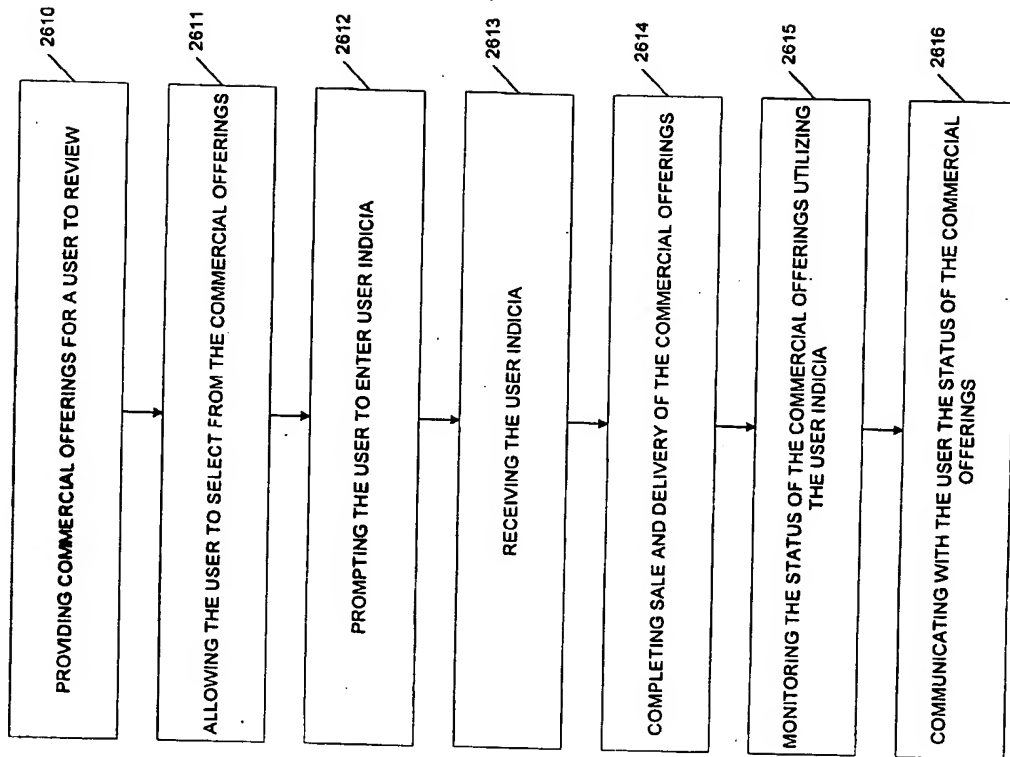 2610
PROVIDING COMMERCIAL OFFERINGS FOR A USER TO REVIEW
2611
ALLOWING THE USER TO SELECT FROM THE COMMERCIAL OFFERINGS
2612
PROMPTING THE USER TO ENTER USER INDICIA
2613
RECEIVING THE USER INDICIA
2614
COMPLETING SALE AND DELIVERY OF THE COMMERCIAL OFFERINGS
2615
MONITORING THE STATUS OF THE COMMERCIAL OFFERINGS UTILIZING
THE USER INDICIA
2616
COMMUNICATING WITH THE USER THE STATUS OF THE COMMERCIAL
OFFERINGS